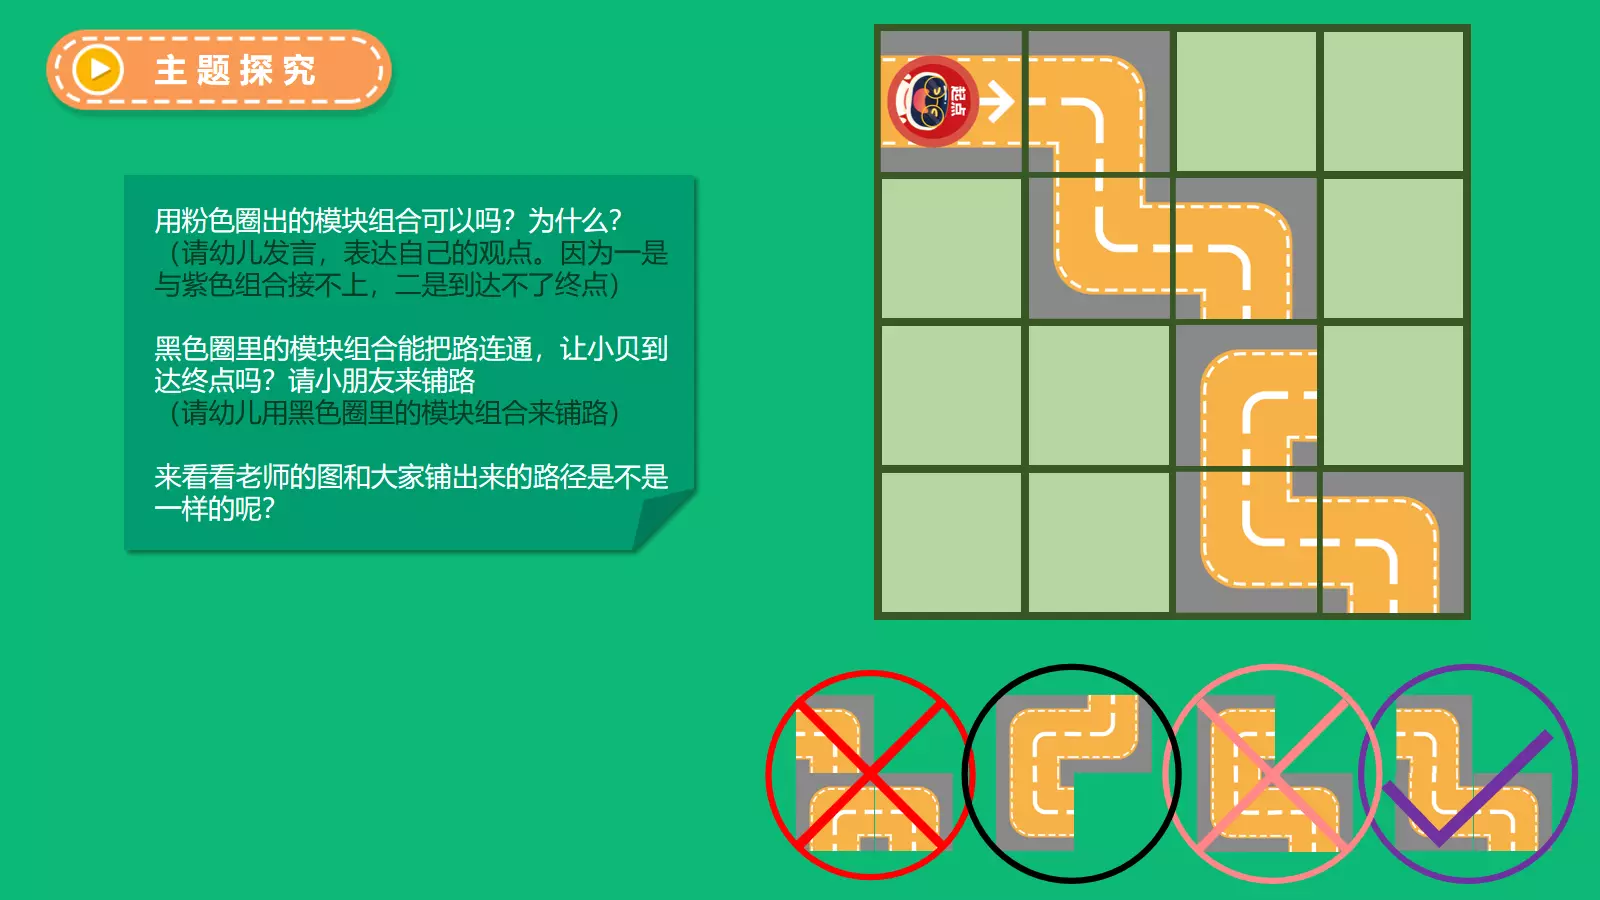 主题探究
用粉色圈出的模块组合可以吗？为什么？
（请幼儿发言，表达自己的观点。因为一是
与紫色组合接不上，二是到达不了终点）
黑色圈里的模块组合能把路连通，让小贝到
达终点吗？请小朋友来铺路
（请幼儿用黑色圈里的模块组合来铺路）
来看看老师的图和大家铺出来的路径是不是
一样的呢？
起点